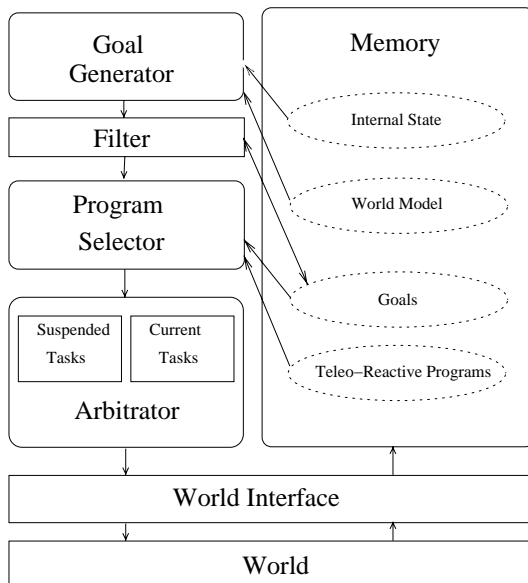 Goal
Generator
Filter
Program
Selector
Suspended
Tasks
Current
Tasks
Arbitrator
Memory
Internal State
World Model
Goals
Teleo−Reactive Programs
World Interface
World